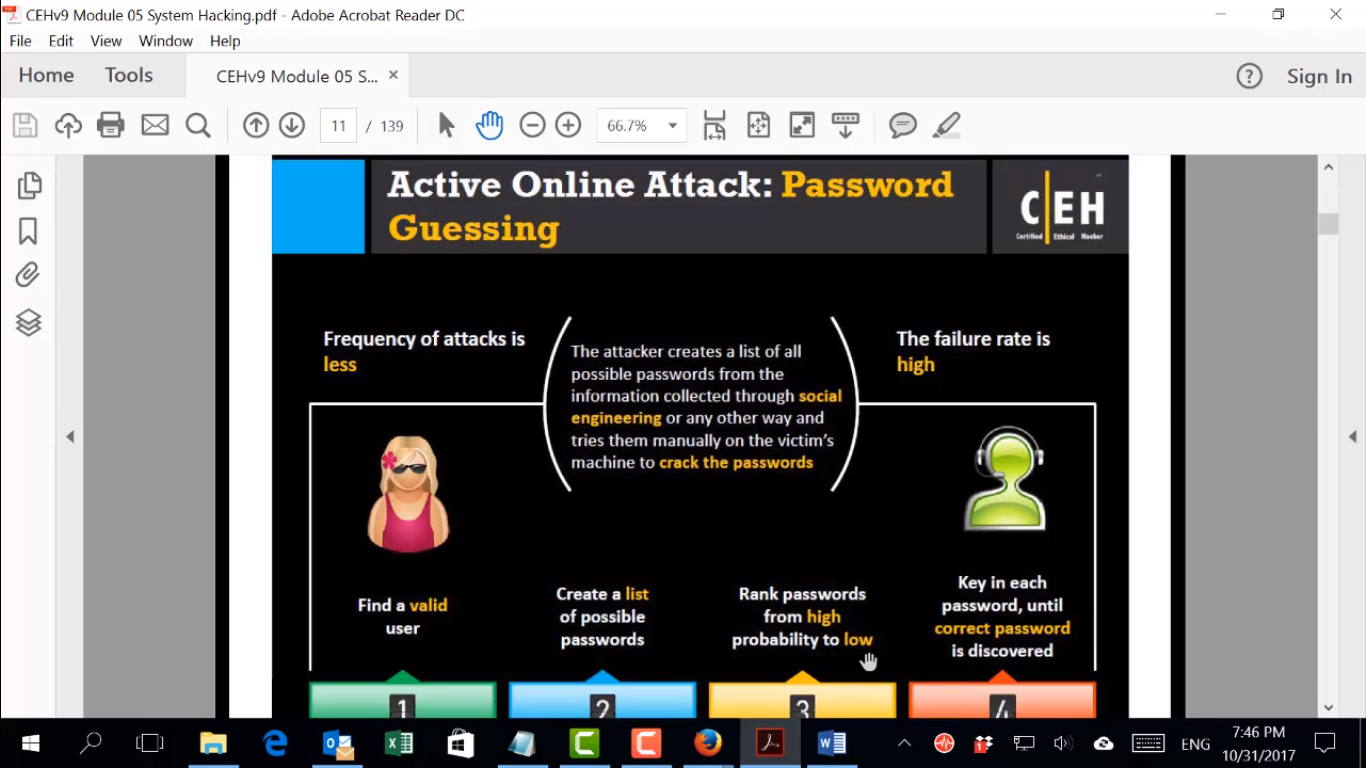 CEHv9 Module 05 System Hacking.pdf - Adobe Acrobat Reader DC
File Edit View Window Help
Home Tools CEHv9 Module 05 S... × Sign In
11 / 139 66.7%
Active Online Attack: Password
Guessing
CEH
Certified Ethical Hacker
Frequency of attacks is
less
The attacker creates a list of all
possible passwords from the
information collected through social
engineering or any other way and
tries them manually on the victim's
machine to crack the passwords
The failure rate is
high
Find a valid
user
Create a list
of possible
passwords
Rank passwords
from high
probability to low
Key in each
password, until
correct password
is discovered
1 2 3 4
ENG
7:46 PM
10/31/2017